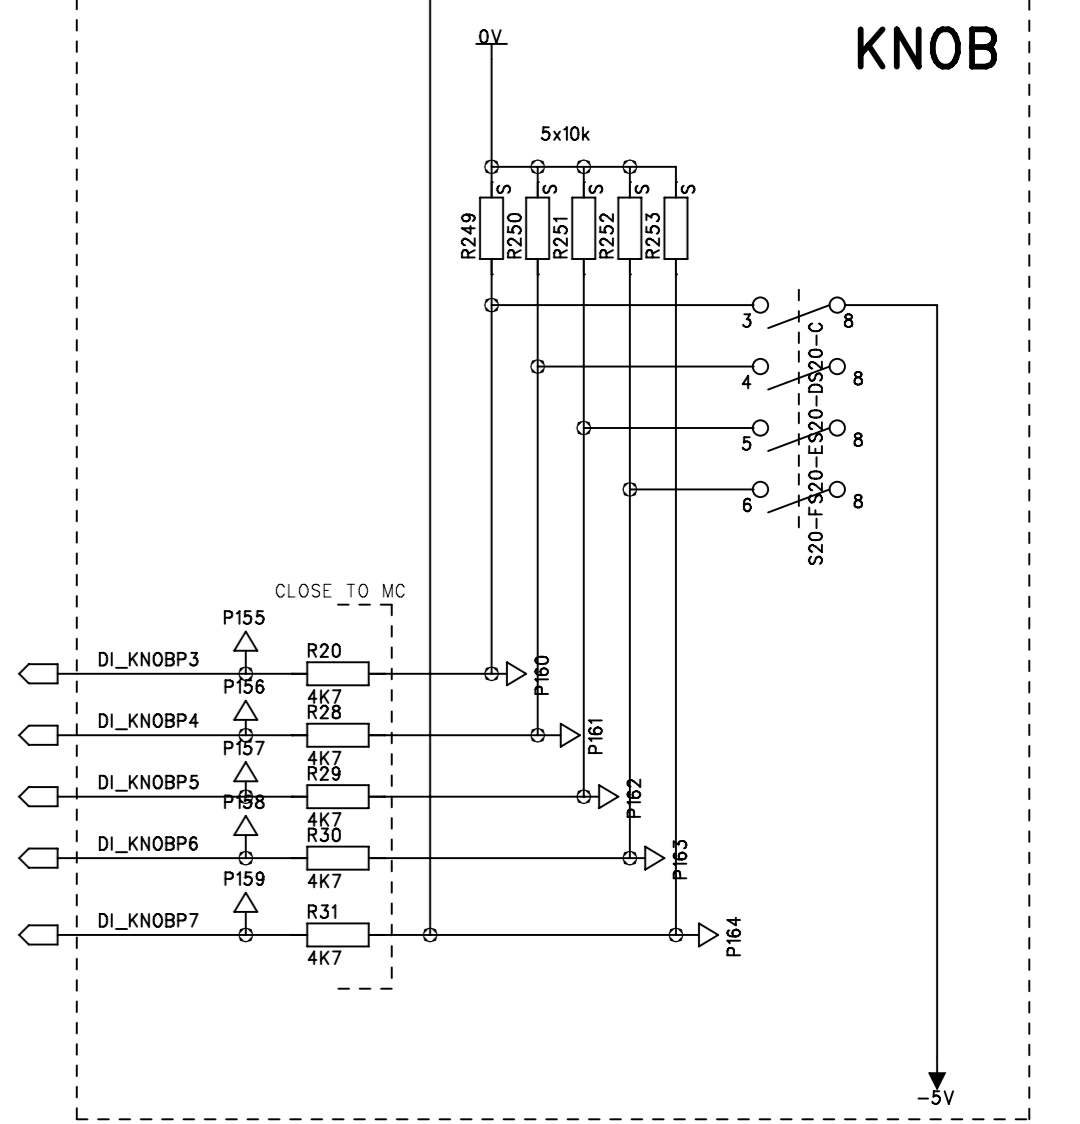 KNOB
0V
5x10k
S S S S S
R249 R250 R251 R252 R253
3 8
4 8
5 8
6 8
S20-FS20-ES20-DS20-C
CLOSE TO MC
P155
DI_KNOBP3 R20 P160
4K7
P156
DI_KNOBP4 R28 P161
4K7
P157
DI_KNOBP5 R29 P162
4K7
P158
DI_KNOBP6 R30 P163
4K7
P159
DI_KNOBP7 R31 P164
4K7
-5V